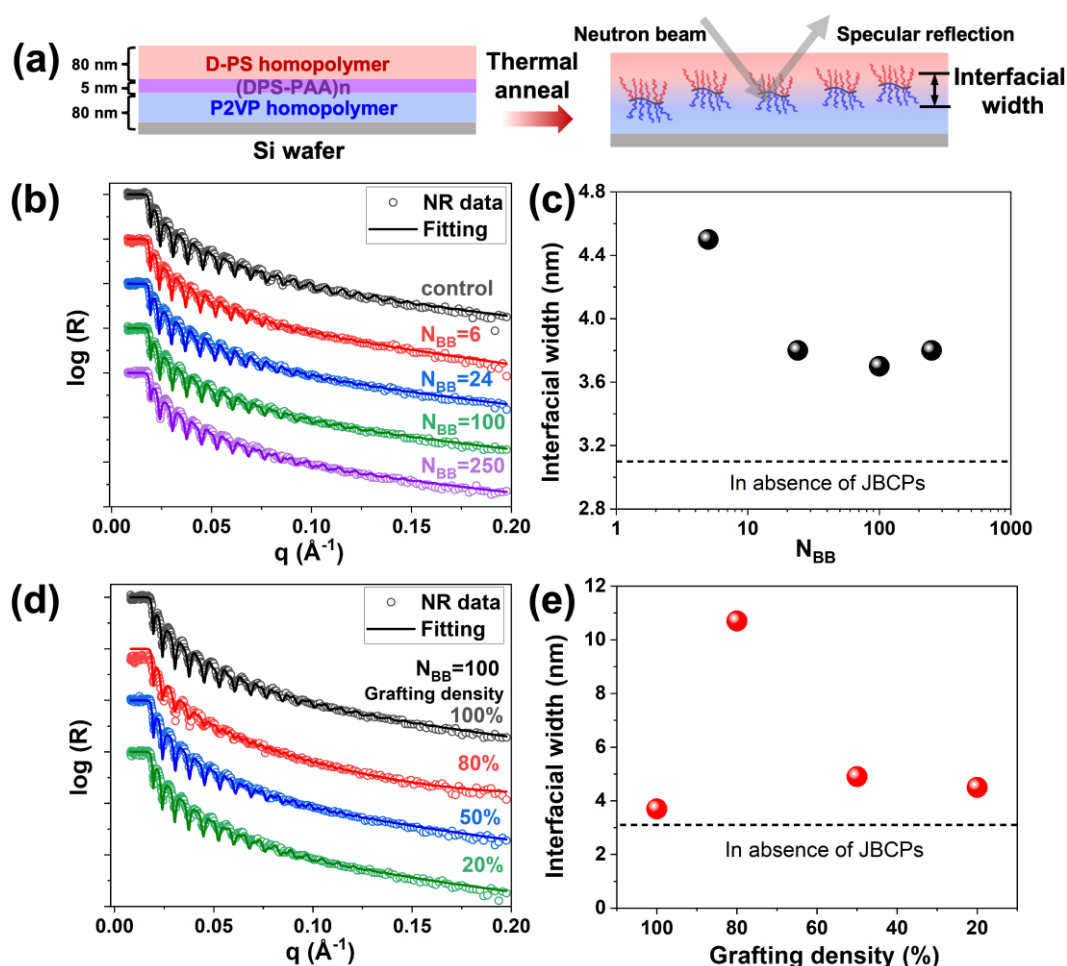 (a)
80 nm
5 nm
80 nm
D-PS homopolymer
(DPS-PAA)n
P2VP homopolymer
Si wafer
Thermal
anneal
Neutron beam
Specular reflection
Interfacial
width
(b)
NR data
Fitting
control
N_BB=6
N_BB=24
N_BB=100
N_BB=250
log (R)
0.00 0.05 0.10 0.15 0.20
q (Å⁻¹)
(c)
4.8
4.4
4.0
3.6
3.2
2.8
Interfacial width (nm)
In absence of JBCPs
1 10 100 1000
N_BB
(d)
NR data
Fitting
N_BB=100
Grafting density
100%
80%
50%
20%
log (R)
0.00 0.05 0.10 0.15 0.20
q (Å⁻¹)
(e)
12
10
8
6
4
2
0
Interfacial width (nm)
In absence of JBCPs
100 80 60 40 20
Grafting density (%)